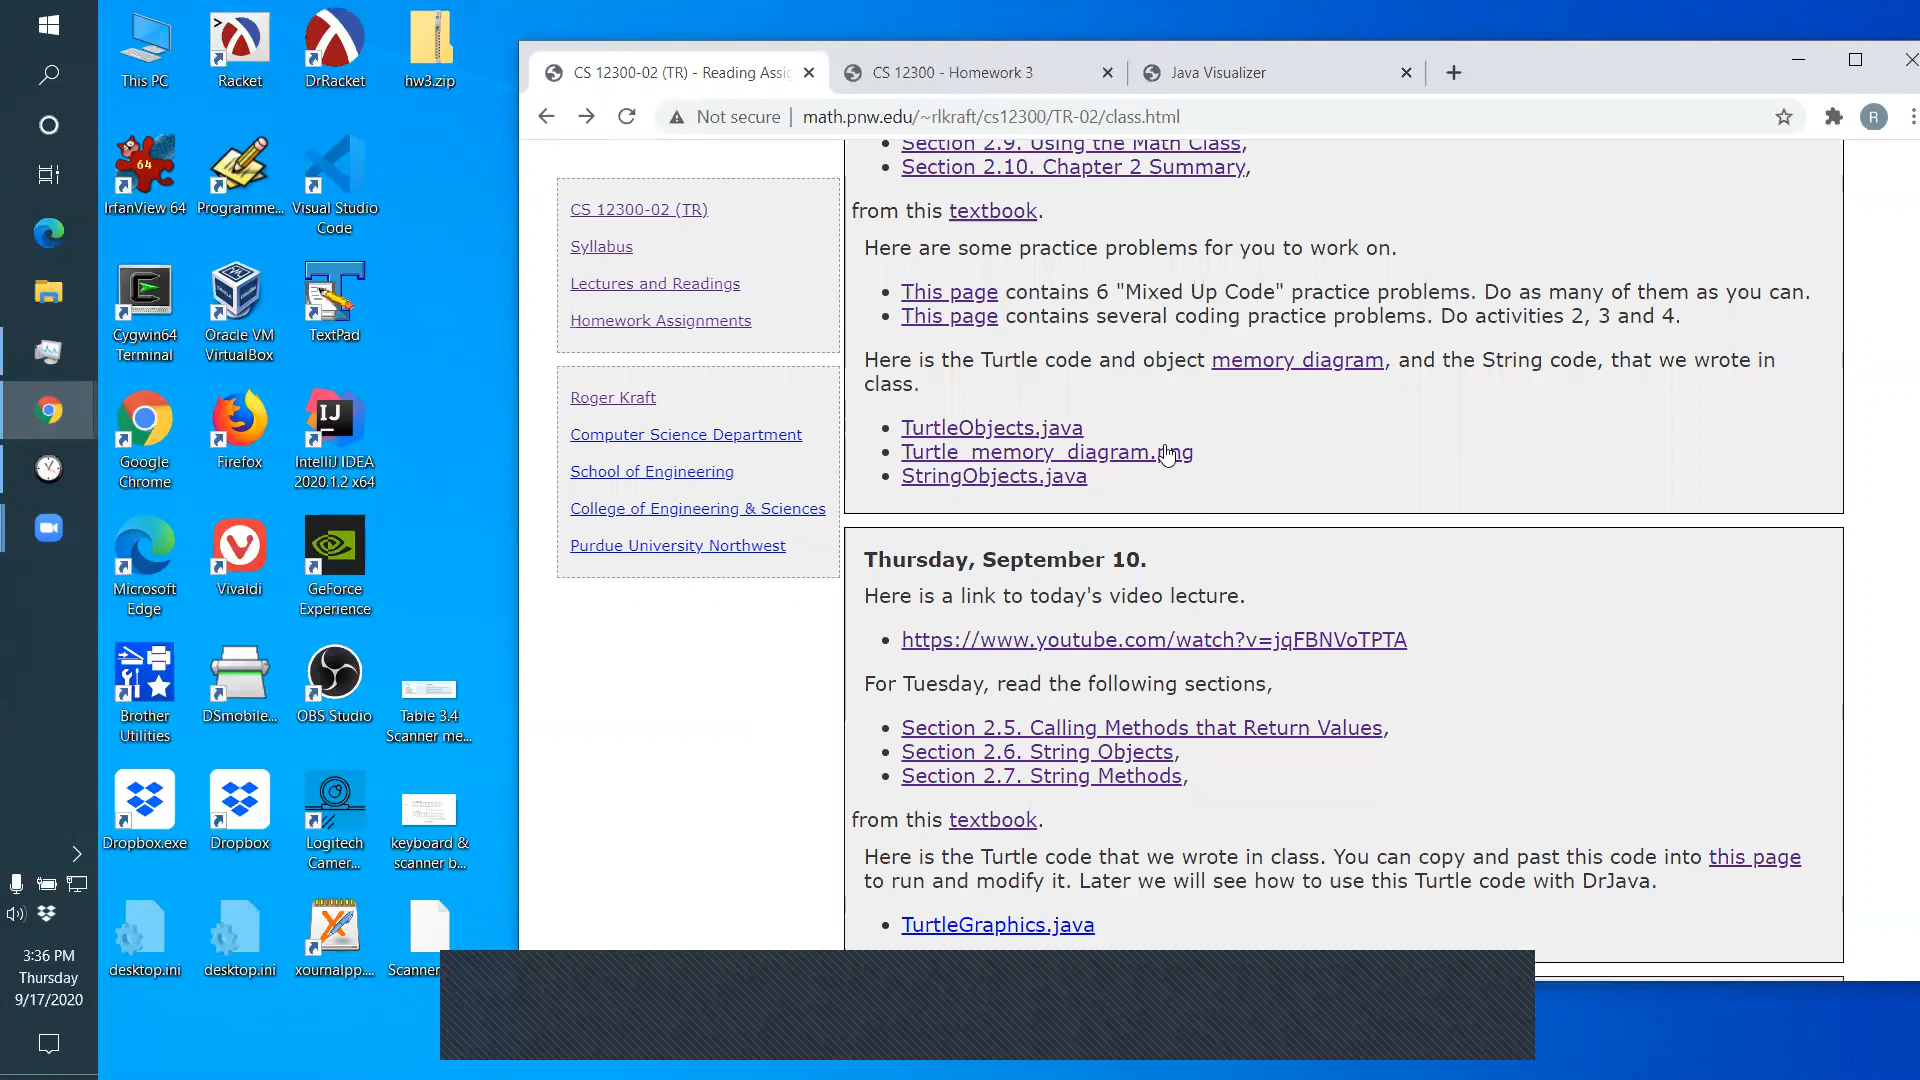 This PC
Racket
DrRacket
hw3.zip
IrfanView 64
Programme...
Visual Studio
Code
Cygwin64
Terminal
Oracle VM
VirtualBox
TextPad
Google
Chrome
Firefox
IntelliJ IDEA
2020.1.2 x64
Microsoft
Edge
Vivaldi
GeForce
Experience
Brother
Utilities
DSmobile...
OBS Studio
Table 3.4
Scanner me...
Dropbox.exe
Dropbox
Logitech
Camer...
keyboard &
scanner b...
desktop.ini
desktop.ini
xournalpp....
Scanner
3:36 PM
Thursday
9/17/2020
CS 12300-02 (TR) - Reading Assig
CS 12300 - Homework 3
Java Visualizer
Not secure
math.pnw.edu/~rlkraft/cs12300/TR-02/class.html
R
CS 12300-02 (TR)
Syllabus
Lectures and Readings
Homework Assignments
Roger Kraft
Computer Science Department
School of Engineering
College of Engineering & Sciences
Purdue University Northwest
Section 2.9. Using the Math Class,
Section 2.10. Chapter 2 Summary,
from this textbook.
Here are some practice problems for you to work on.
This page contains 6 "Mixed Up Code" practice problems. Do as many of them as you can.
This page contains several coding practice problems. Do activities 2, 3 and 4.
Here is the Turtle code and object memory diagram, and the String code, that we wrote in
class.
TurtleObjects.java
Turtle_memory_diagram.png
StringObjects.java
Thursday, September 10.
Here is a link to today's video lecture.
https://www.youtube.com/watch?v=jqFBNVoTPTA
For Tuesday, read the following sections,
Section 2.5. Calling Methods that Return Values,
Section 2.6. String Objects,
Section 2.7. String Methods,
from this textbook.
Here is the Turtle code that we wrote in class. You can copy and past this code into this page
to run and modify it. Later we will see how to use this Turtle code with DrJava.
TurtleGraphics.java